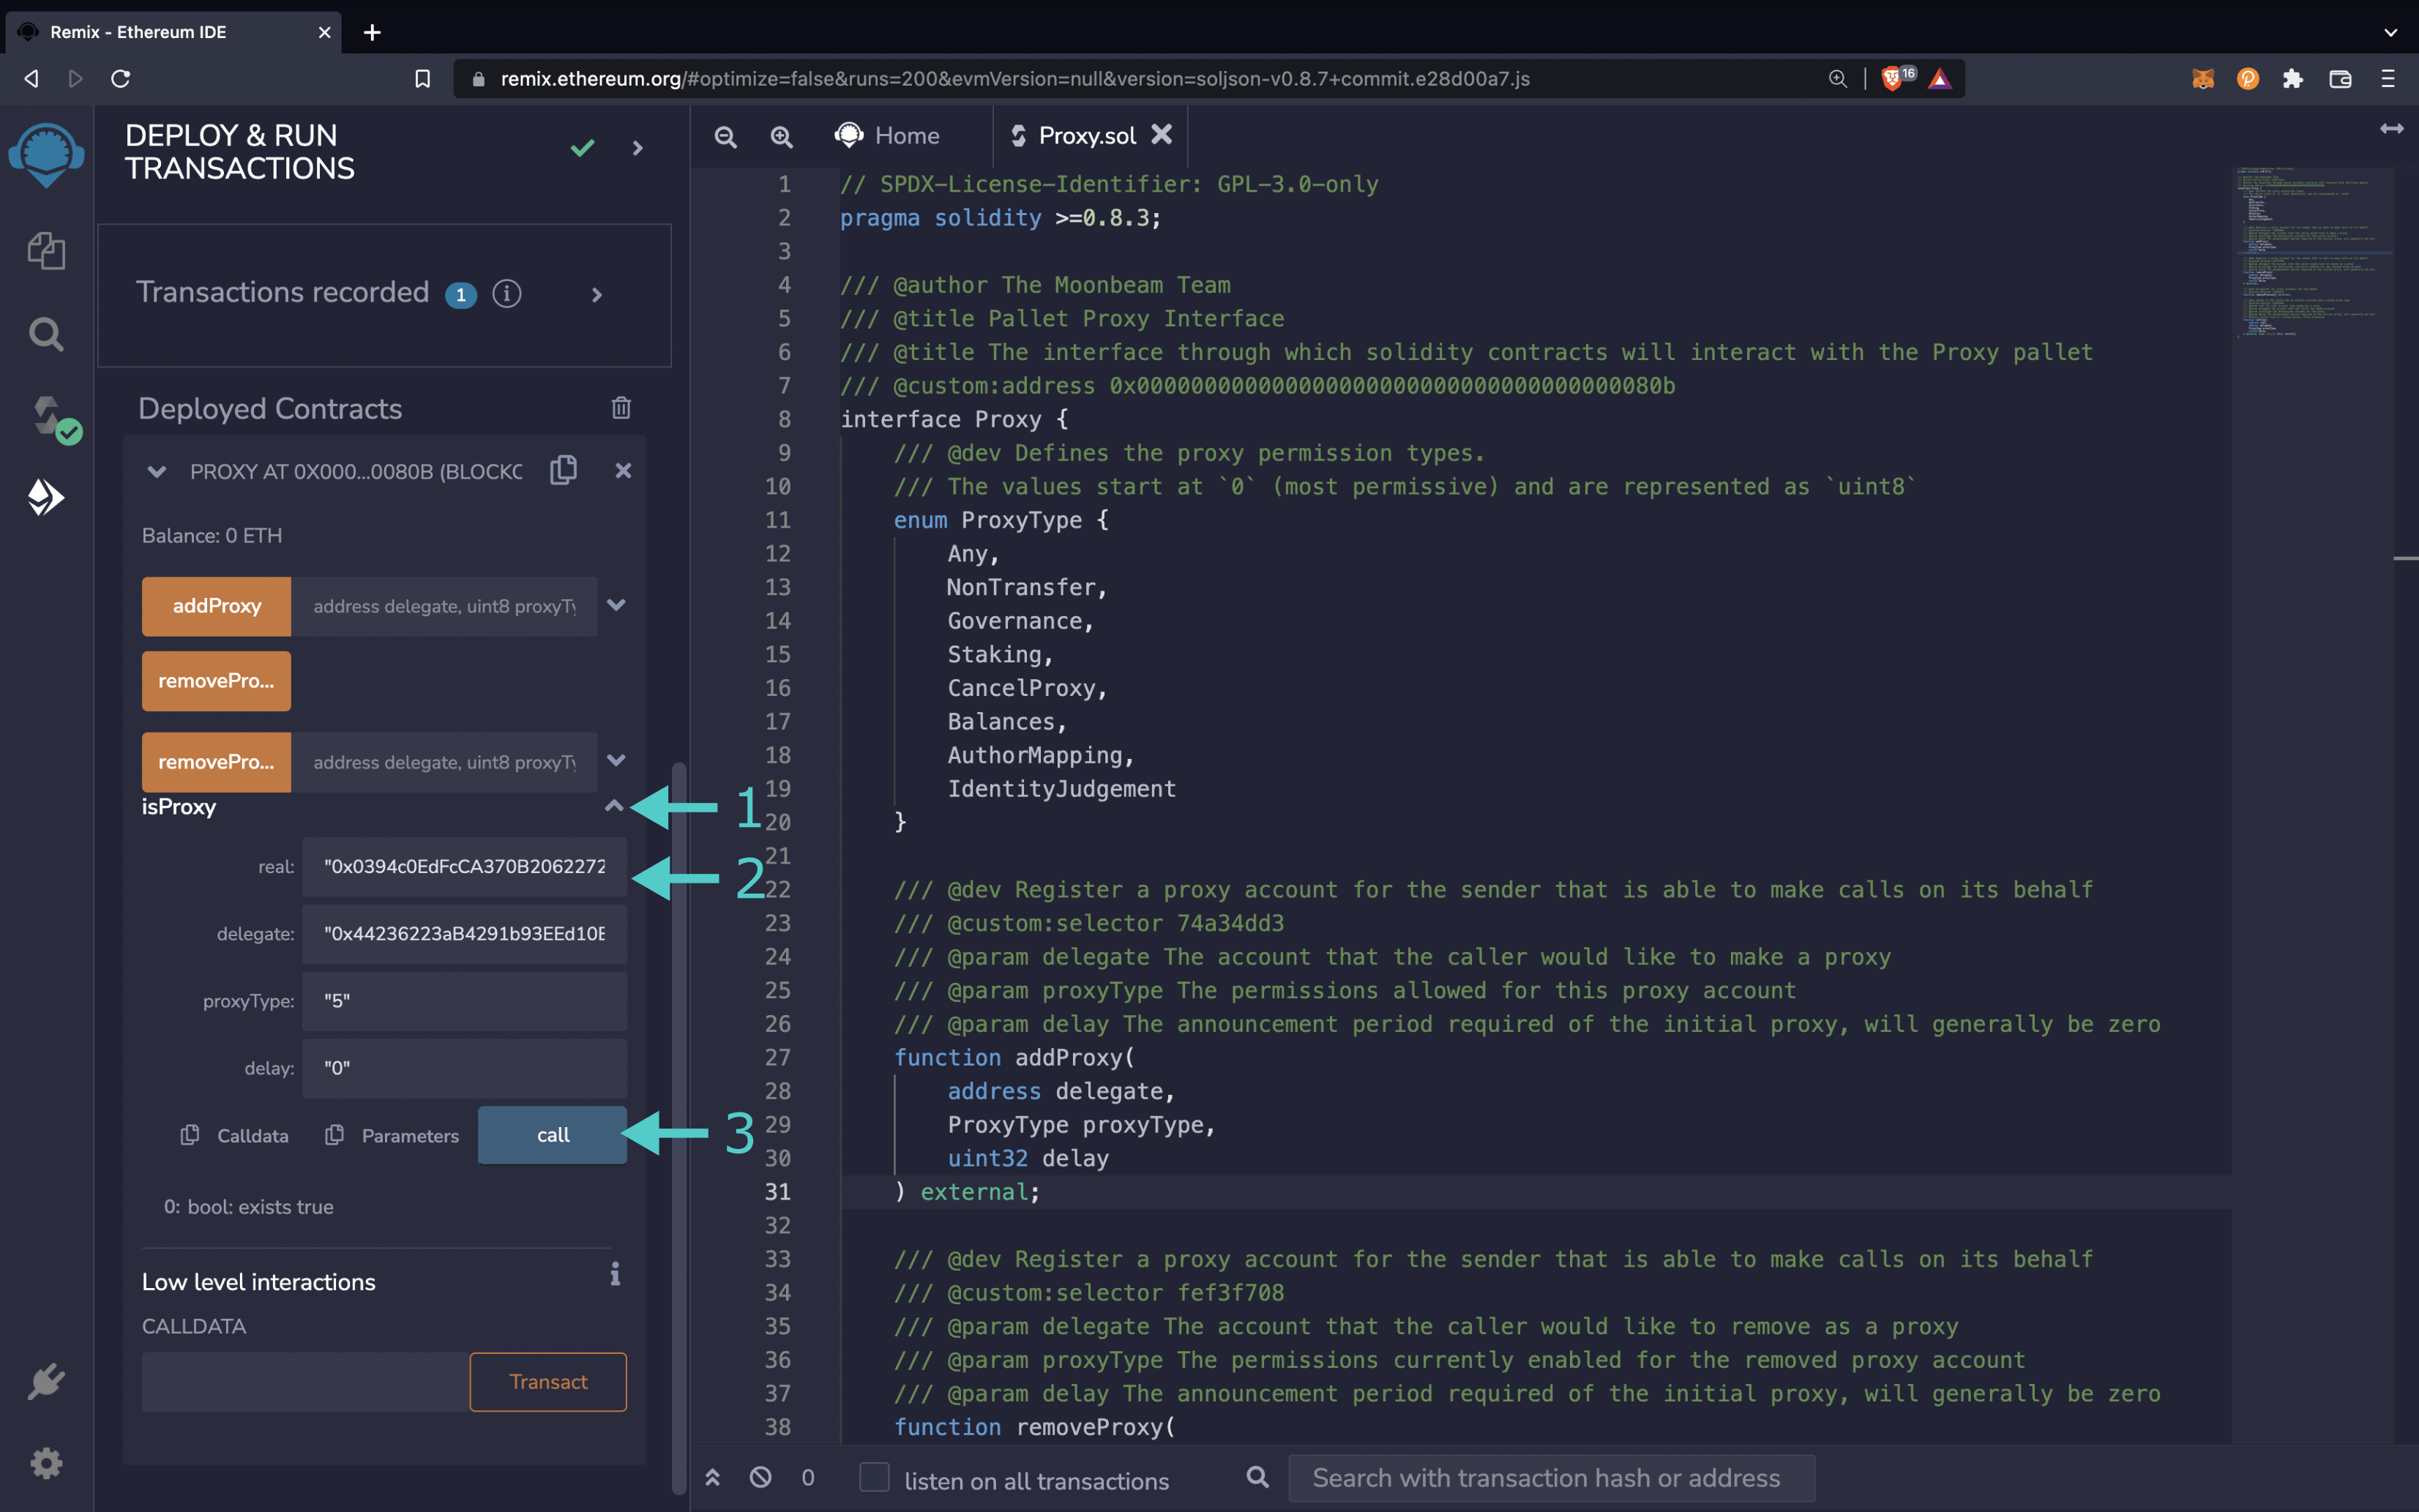 Remix - Ethereum IDE
remix.ethereum.org/#optimize=false&runs=200&evmVersion=null&version=soljson-v0.8.7+commit.e28d00a7.js
16
DEPLOY & RUN
TRANSACTIONS
Transactions recorded 1
Deployed Contracts
PROXY AT 0X000...0080B (BLOCKC
Balance: 0 ETH
addProxy address delegate, uint8 proxyTy
removePro...
removePro... address delegate, uint8 proxyTy
isProxy
1
real: "0x0394c0EdFcCA370B2062272
2
delegate: "0x44236223aB4291b93EEd10E
proxyType: "5"
delay: "0"
Calldata Parameters call
3
0: bool: exists true
Low level interactions
i
CALLDATA
Transact
Home
Proxy.sol
1 // SPDX-License-Identifier: GPL-3.0-only
2 pragma solidity >=0.8.3;
3
4 /// @author The Moonbeam Team
5 /// @title Pallet Proxy Interface
6 /// @title The interface through which solidity contracts will interact with the Proxy pallet
7 /// @custom:address 0x000000000000000000000000000000000000080b
8 interface Proxy {
9 /// @dev Defines the proxy permission types.
10 /// The values start at `0` (most permissive) and are represented as `uint8`
11 enum ProxyType {
12 Any,
13 NonTransfer,
14 Governance,
15 Staking,
16 CancelProxy,
17 Balances,
18 AuthorMapping,
19 IdentityJudgement
20 }
21
22 /// @dev Register a proxy account for the sender that is able to make calls on its behalf
23 /// @custom:selector 74a34dd3
24 /// @param delegate The account that the caller would like to make a proxy
25 /// @param proxyType The permissions allowed for this proxy account
26 /// @param delay The announcement period required of the initial proxy, will generally be zero
27 function addProxy(
28 address delegate,
29 ProxyType proxyType,
30 uint32 delay
31 ) external;
32
33 /// @dev Register a proxy account for the sender that is able to make calls on its behalf
34 /// @custom:selector fef3f708
35 /// @param delegate The account that the caller would like to remove as a proxy
36 /// @param proxyType The permissions currently enabled for the removed proxy account
37 /// @param delay The announcement period required of the initial proxy, will generally be zero
38 function removeProxy(
0
listen on all transactions
Search with transaction hash or address